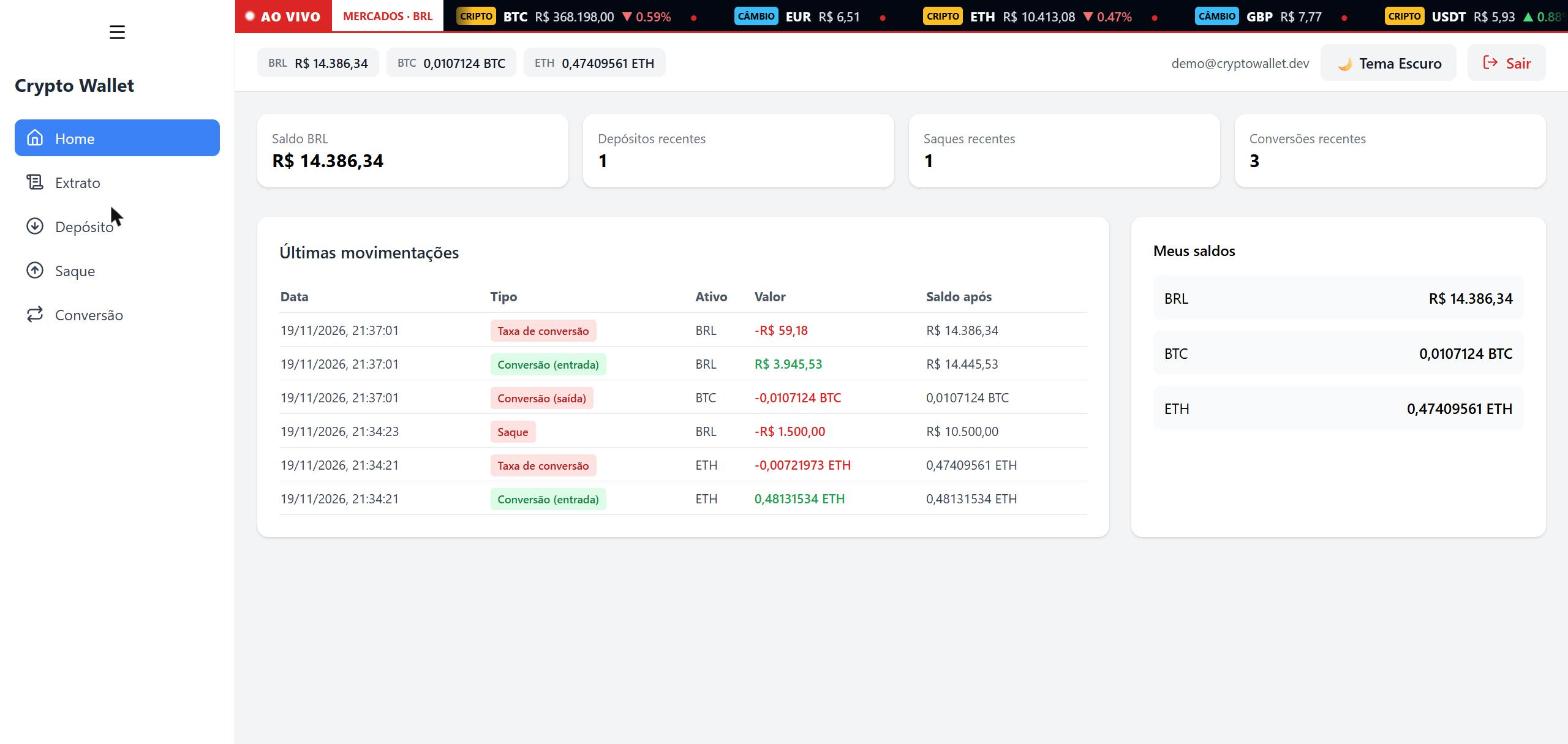 AO VIVO MERCADOS · BRL CRIPTO BTC R$ 368.198,00 ▼ 0.59% CÂMBIO EUR R$ 6,51 CRIPTO ETH R$ 10.413,08 ▼ 0.47% CÂMBIO GBP R$ 7,77 CRIPTO USDT R$ 5,93 ▲ 0.88
BRL R$ 14.386,34 BTC 0,0107124 BTC ETH 0,47409561 ETH demo@cryptowallet.dev 🌙 Tema Escuro Sair
Crypto Wallet
Home
Extrato
Depósito
Saque
Conversão
Saldo BRL
R$ 14.386,34
Depósitos recentes
1
Saques recentes
1
Conversões recentes
3
Últimas movimentações
Data Tipo Ativo Valor Saldo após
19/11/2026, 21:37:01 Taxa de conversão BRL -R$ 59,18 R$ 14.386,34
19/11/2026, 21:37:01 Conversão (entrada) BRL R$ 3.945,53 R$ 14.445,53
19/11/2026, 21:37:01 Conversão (saída) BTC -0,0107124 BTC 0,0107124 BTC
19/11/2026, 21:34:23 Saque BRL -R$ 1.500,00 R$ 10.500,00
19/11/2026, 21:34:21 Taxa de conversão ETH -0,00721973 ETH 0,47409561 ETH
19/11/2026, 21:34:21 Conversão (entrada) ETH 0,48131534 ETH 0,48131534 ETH
Meus saldos
BRL R$ 14.386,34
BTC 0,0107124 BTC
ETH 0,47409561 ETH